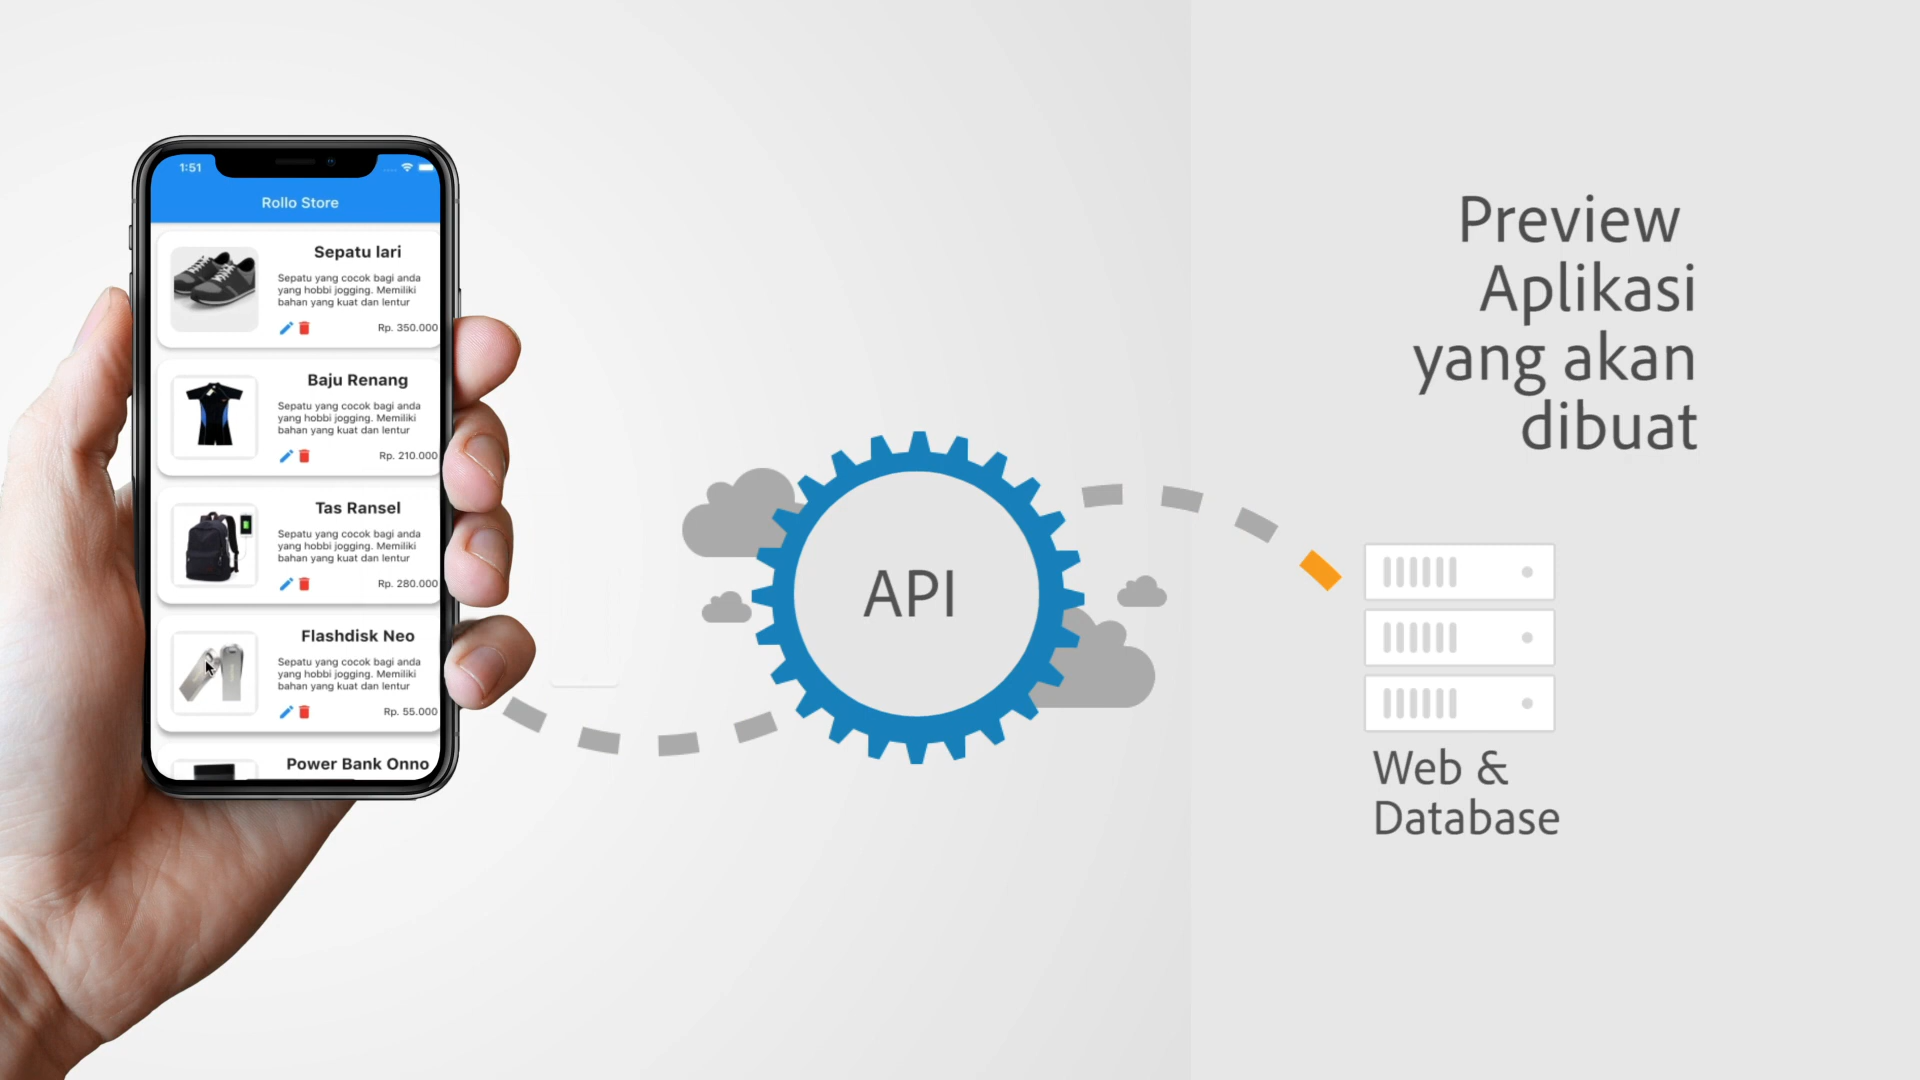 1:51
Rollo Store
Sepatu lari
Sepatu yang cocok bagi anda
yang hobbi jogging. Memiliki
bahan yang kuat dan lentur
Rp. 350.000
Baju Renang
Sepatu yang cocok bagi anda
yang hobbi jogging. Memiliki
bahan yang kuat dan lentur
Rp. 210.000
Tas Ransel
Sepatu yang cocok bagi anda
yang hobbi jogging. Memiliki
bahan yang kuat dan lentur
Rp. 280.000
Flashdisk Neo
Sepatu yang cocok bagi anda
yang hobbi jogging. Memiliki
bahan yang kuat dan lentur
Rp. 55.000
Power Bank Onno
API
Preview
Aplikasi
yang akan
dibuat
Web &
Database